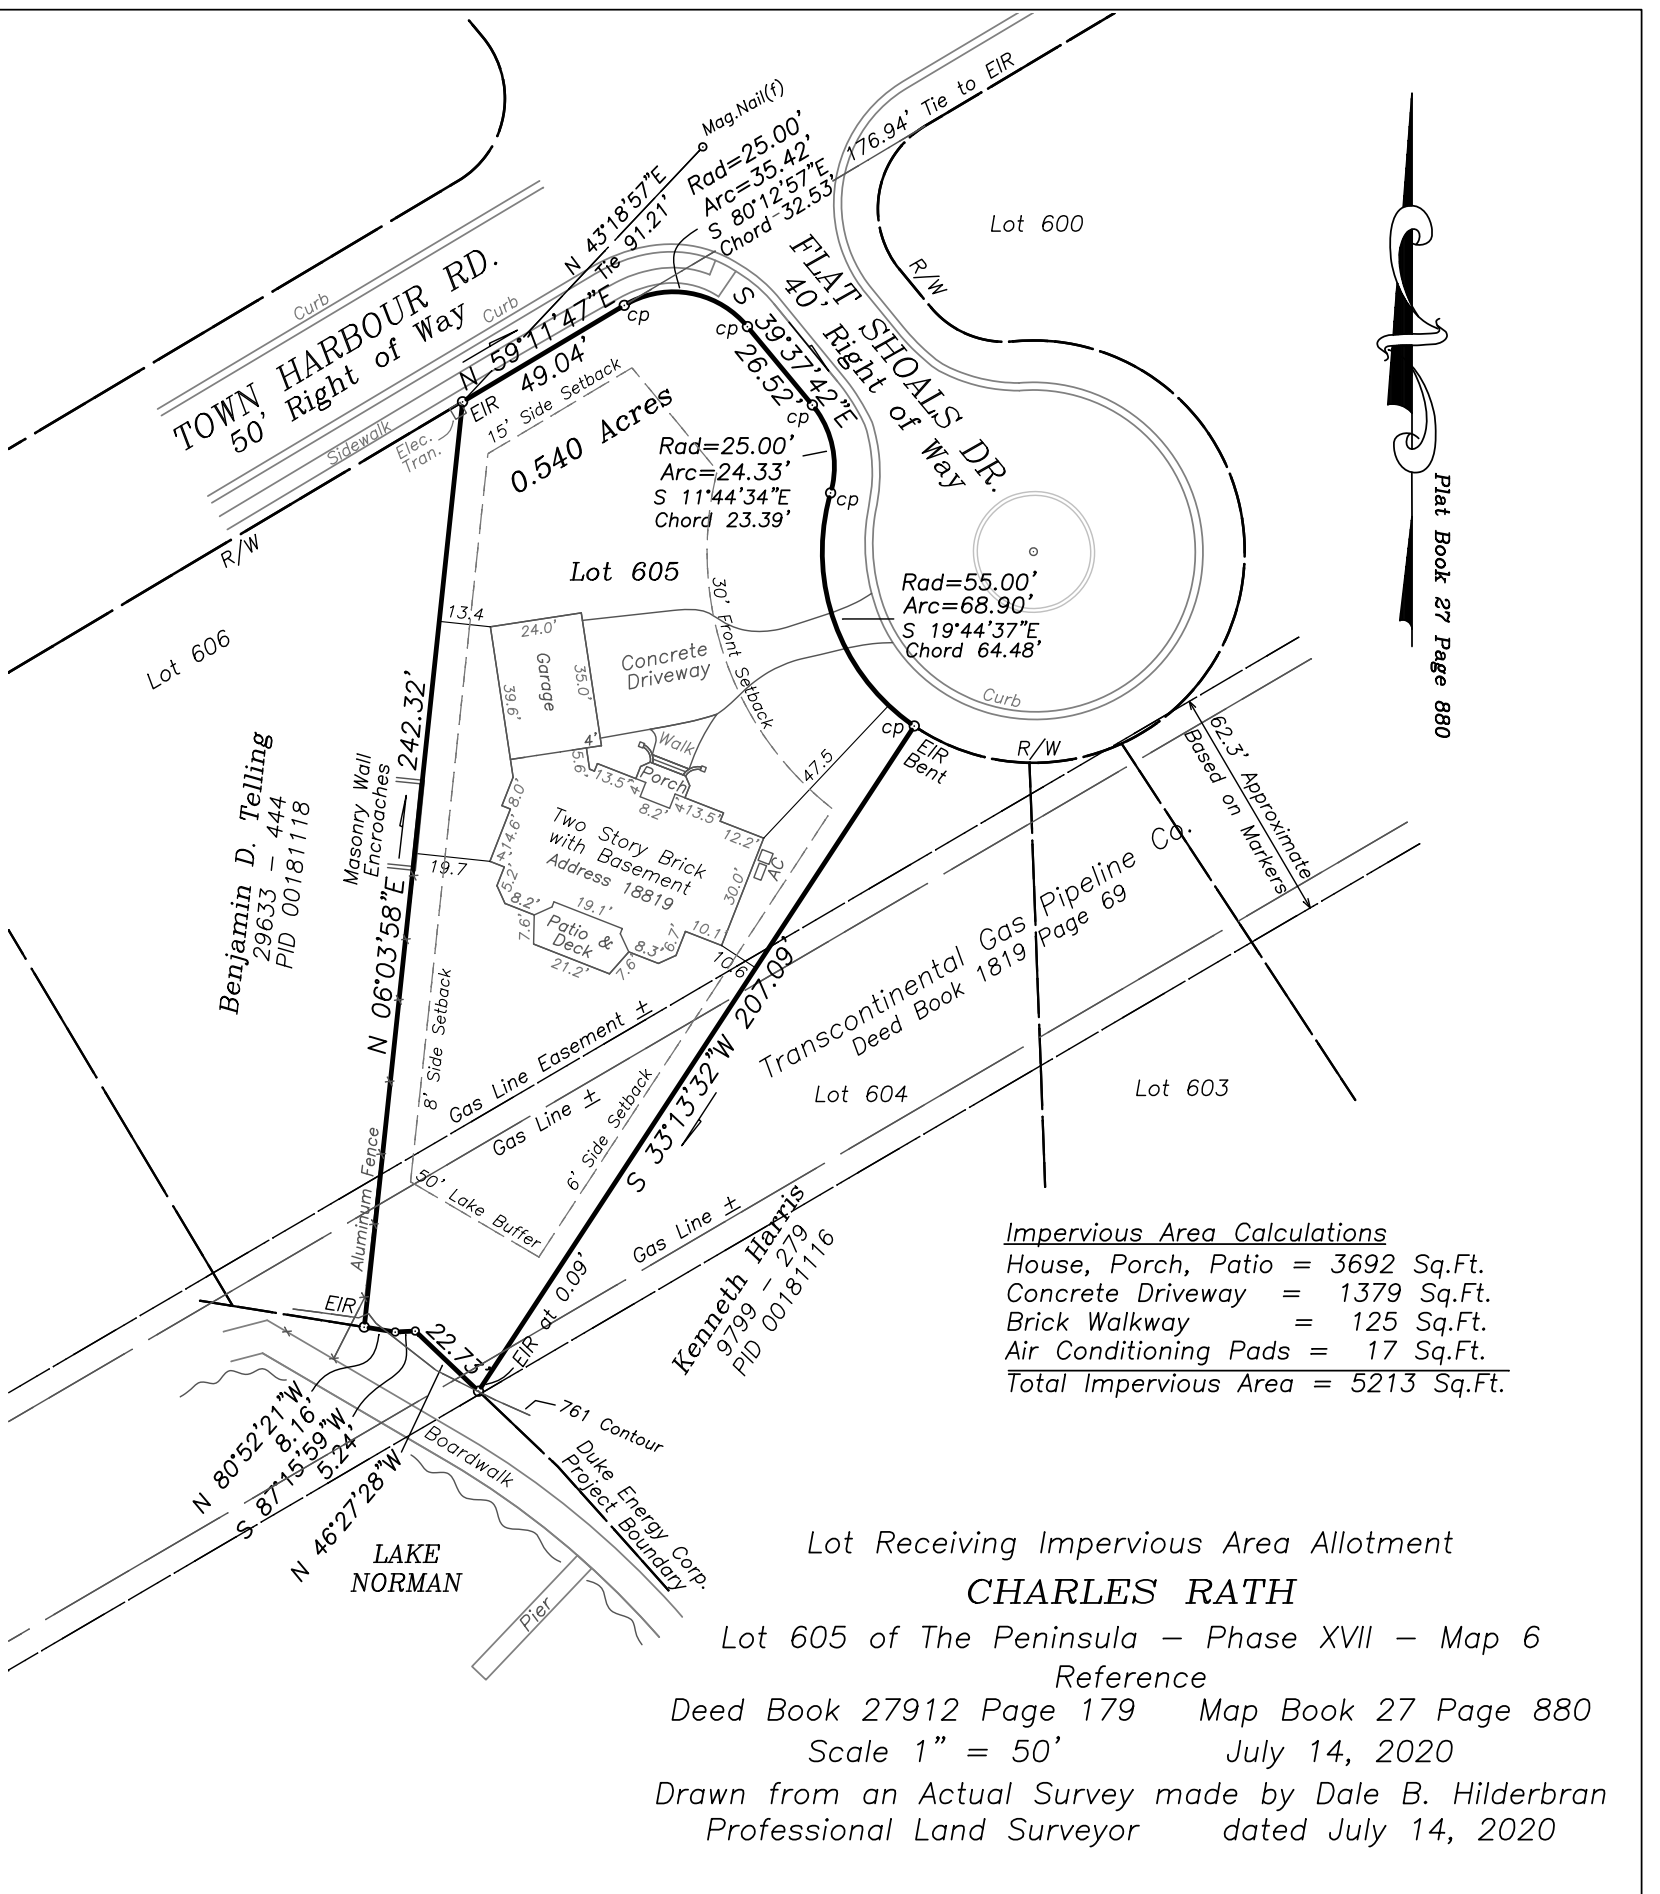 Mag.Nail(f)
N 43°18'57"E
Tie 91.21'
Rad=25.00'
Arc=35.42'
S 80°12'57"E
Chord 32.53'
176.94' Tie to EIR
Lot 600
R/W
Curb
TOWN HARBOUR RD.
50' Right of Way
Curb
Sidewalk
Elec.
Tran.
R/W
FLAT SHOALS DR.
40' Right of Way
N 59°11'47"E
49.04'
EIR
cp
cp
S 39°37'42"E
26.52'
cp
cp
15' Side Setback
0.540 Acres
Rad=25.00'
Arc=24.33'
S 11°44'34"E
Chord 23.39'
Plat Book 27 Page 880
Lot 605
Rad=55.00'
Arc=68.90'
S 19°44'37"E
Chord 64.48'
Curb
30' Front Setback
Lot 606
13.4
24.0'
Garage
35.0'
39.6'
4'
Concrete
Driveway
Walk
Porch
5.6'
13.5'
4'
8.2'
4'
13.5'
12.2'
47.5
cp
EIR
Bent
R/W
62.3' Approximate
Based on Markers
8.0'
14.6'
4'
5.2'
8.2'
7.6'
19.1'
Patio &
Deck
21.2'
7.6'
8.3'
6.7'
10.1'
30.0'
AC
10.6
Two Story Brick
with Basement
Address 18819
19.7
242.32'
N 06°03'58"E
Masonry Wall
Encroaches
Benjamin D. Telling
29633 - 444
PID 00181118
8' Side Setback
Gas Line Easement ±
Gas Line ±
6' Side Setback
S 33°13'32"W 207.09'
Transcontinental Gas Pipeline Co.
Deed Book 1819 Page 69
Lot 604
Lot 603
Aluminum Fence
50' Lake Buffer
Gas Line ±
Kenneth Harris
9799 - 279
PID 00181116
EIR
22.73'
EIR at 0.09'
N 80°52'21"W
8.16'
S 87°15'59"W
5.24'
N 46°27'28"W
761 Contour
Boardwalk
Duke Energy Corp.
Project Boundary
LAKE
NORMAN
Pier
Impervious Area Calculations
House, Porch, Patio = 3692 Sq.Ft.
Concrete Driveway = 1379 Sq.Ft.
Brick Walkway = 125 Sq.Ft.
Air Conditioning Pads = 17 Sq.Ft.
Total Impervious Area = 5213 Sq.Ft.
Lot Receiving Impervious Area Allotment
CHARLES RATH
Lot 605 of The Peninsula - Phase XVII - Map 6
Reference
Deed Book 27912 Page 179 Map Book 27 Page 880
Scale 1" = 50' July 14, 2020
Drawn from an Actual Survey made by Dale B. Hilderbran
Professional Land Surveyor dated July 14, 2020